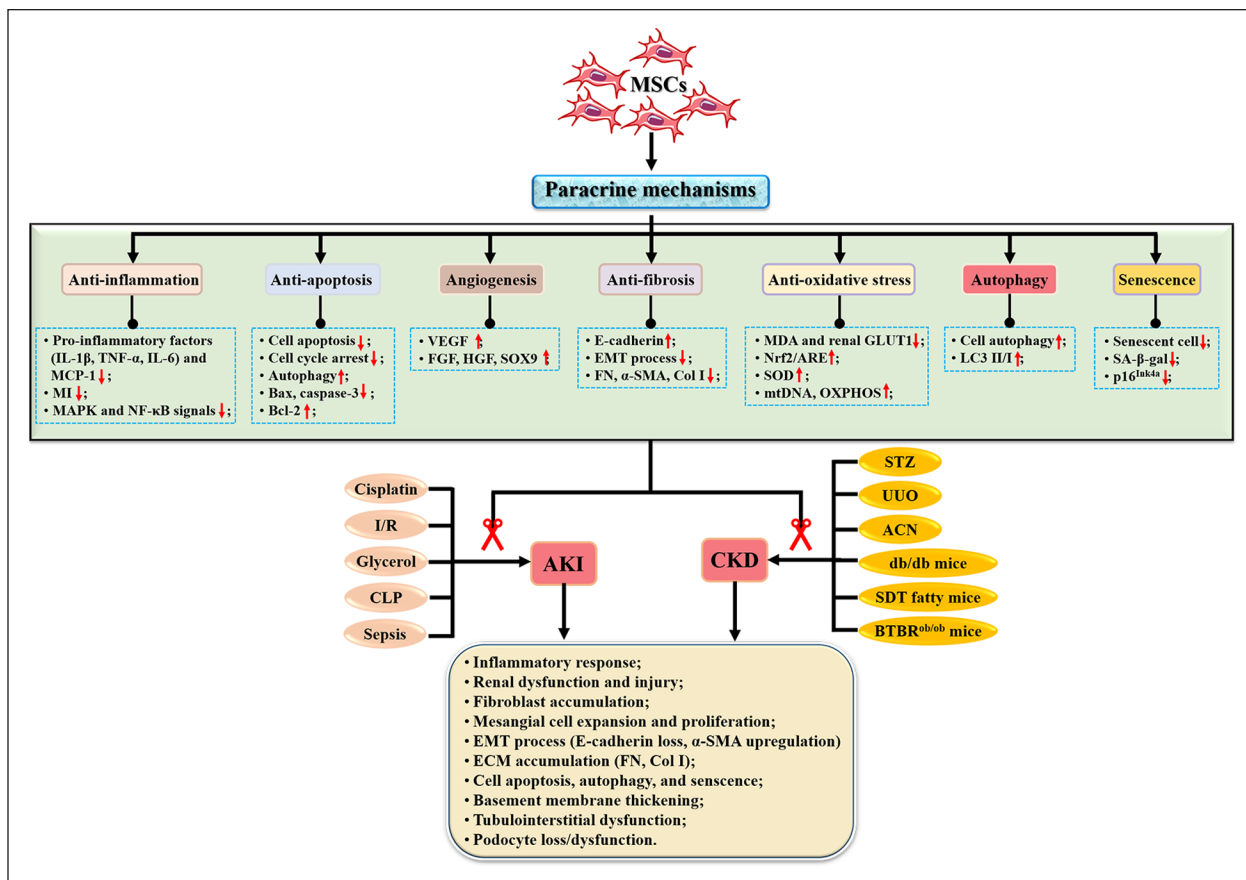 MSCs
Paracrine mechanisms
Anti-inflammation
Anti-apoptosis
Angiogenesis
Anti-fibrosis
Anti-oxidative stress
Autophagy
Senescence
• Pro-inflammatory factors
(IL-1β, TNF-α, IL-6) and
MCP-1↓;
• MI↓;
• MAPK and NF-κB signals↓;
• Cell apoptosis↓;
• Cell cycle arrest↓;
• Autophagy↑;
• Bax, caspase-3↓;
• Bcl-2↑;
• VEGF ↑;
• FGF, HGF, SOX9 ↑;
• E-cadherin↑;
• EMT process↓;
• FN, α-SMA, Col I↓;
• MDA and renal GLUT1↓;
• Nrf2/ARE↑;
• SOD↑;
• mtDNA, OXPHOS↑;
• Cell autophagy↑;
• LC3 II/I↑;
• Senescent cell↓;
• SA-β-gal↓;
• p16Ink4a↓;
Cisplatin
I/R
Glycerol
CLP
Sepsis
AKI
CKD
STZ
UUO
ACN
db/db mice
SDT fatty mice
BTBRob/ob mice
• Inflammatory response;
• Renal dysfunction and injury;
• Fibroblast accumulation;
• Mesangial cell expansion and proliferation;
• EMT process (E-cadherin loss, α-SMA upregulation)
• ECM accumulation (FN, Col I);
• Cell apoptosis, autophagy, and senscence;
• Basement membrane thickening;
• Tubulointerstitial dysfunction;
• Podocyte loss/dysfunction.